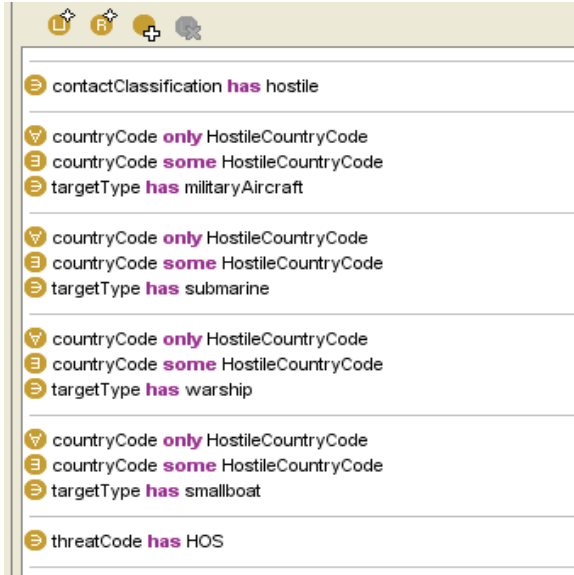 contactClassification has hostile
countryCode only HostileCountryCode
countryCode some HostileCountryCode
targetType has militaryAircraft
countryCode only HostileCountryCode
countryCode some HostileCountryCode
targetType has submarine
countryCode only HostileCountryCode
countryCode some HostileCountryCode
targetType has warship
countryCode only HostileCountryCode
countryCode some HostileCountryCode
targetType has smallboat
threatCode has HOS